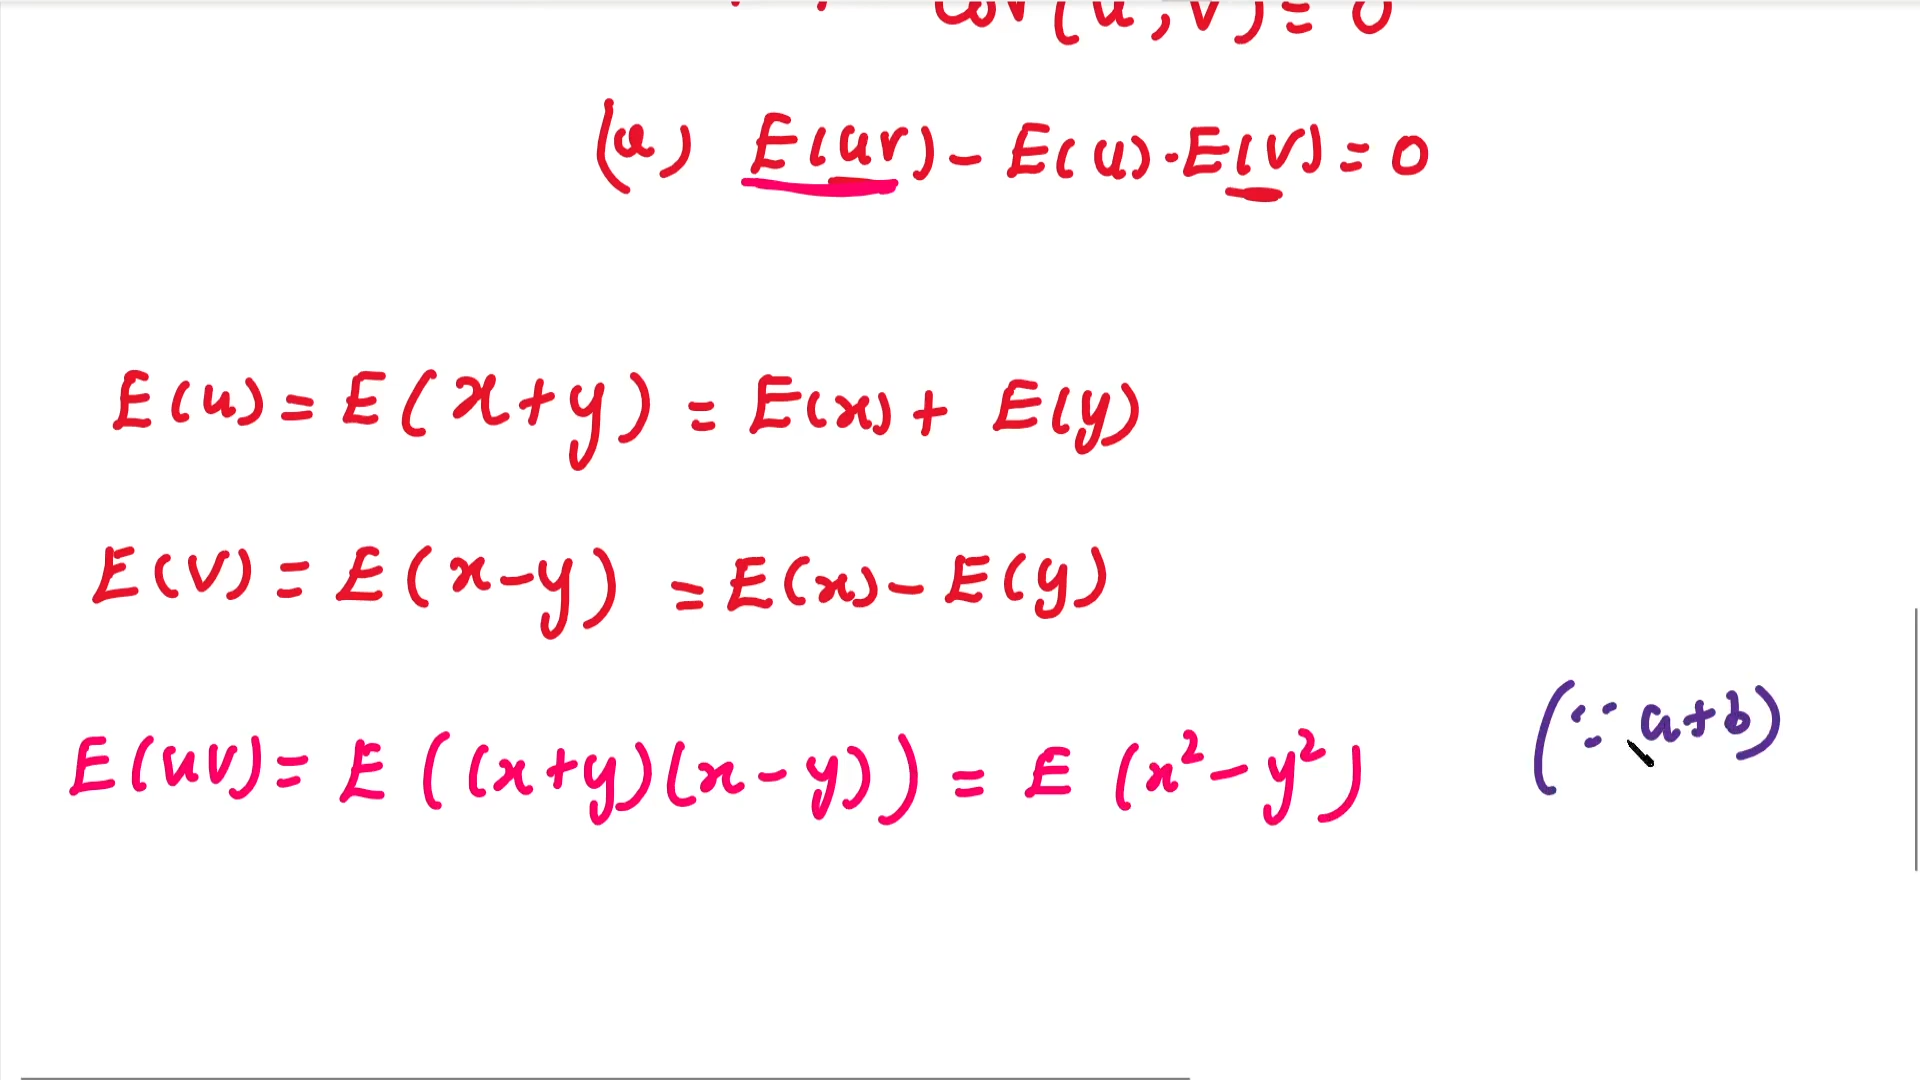 cov(u,v)=0
(a) E(uv)-E(u)·E(v)=0
E(u)=E(x+y)=E(x)+E(y)
E(v)=E(x-y)=E(x)-E(y)
E(uv)=E((x+y)(x-y))=E(x²-y²) (∵ a+b)